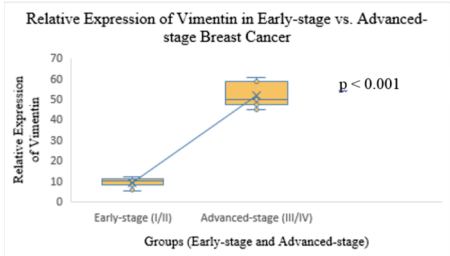 Relative Expression of Vimentin in Early-stage vs. Advanced-
stage Breast Cancer
Relative Expression
of Vimentin
70
60
50
40
30
20
10
0
p < 0.001
Early-stage (I/II)
Advanced-stage (III/IV)
Groups (Early-stage and Advanced-stage)